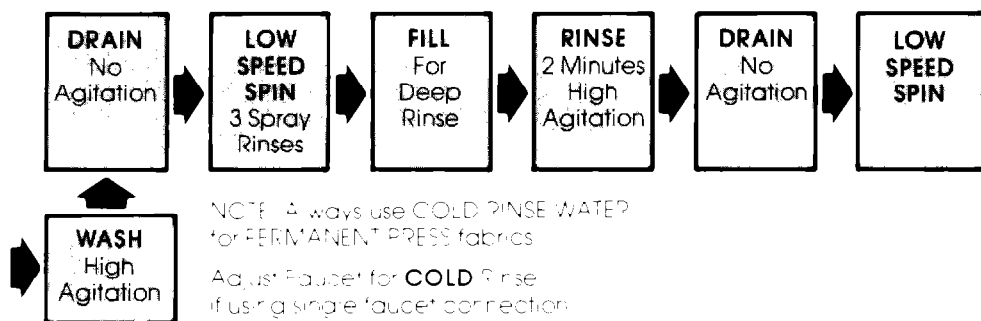 DRAIN
No
Agitation
LOW
SPEED
SPIN
3 Spray
Rinses
FILL
For
Deep
Rinse
RINSE
2 Minutes
High
Agitation
DRAIN
No
Agitation
LOW
SPEED
SPIN
WASH
High
Agitation
NOTE: Always use COLD RINSE WATER
for PERMANENT PRESS fabrics
Adjust Faucet for COLD Rinse
if using single faucet connection